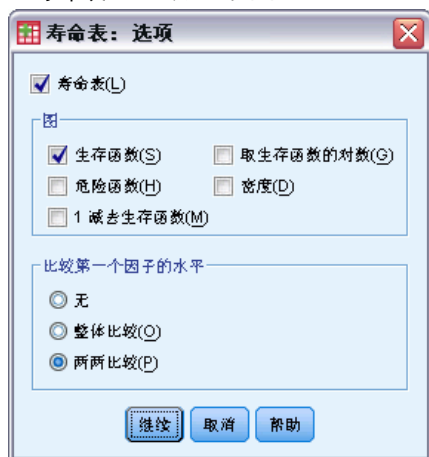 寿命表：选项
寿命表(L)
图
生存函数(S) 取生存函数的对数(G)
危险函数(H) 密度(D)
1 减去生存函数(M)
比较第一个因子的水平
无
整体比较(O)
两两比较(P)
继续 取消 帮助